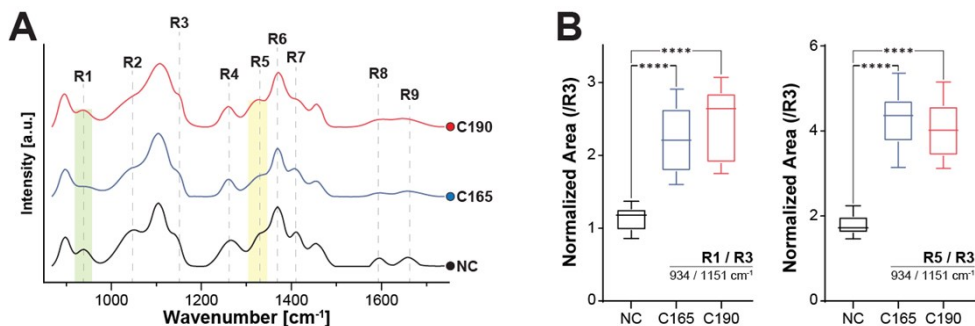 A
R1
R2
R3
R4
R5
R6
R7
R8
R9
C190
C165
NC
Intensity [a.u.]
1000 1200 1400 1600
Wavenumber [cm⁻¹]
B
****
****
Normalized Area (/R3)
3
2
1
0
R1 / R3
934 / 1151 cm⁻¹
NC C165 C190
****
****
Normalized Area (/R3)
6
4
2
0
R5 / R3
934 / 1151 cm⁻¹
NC C165 C190